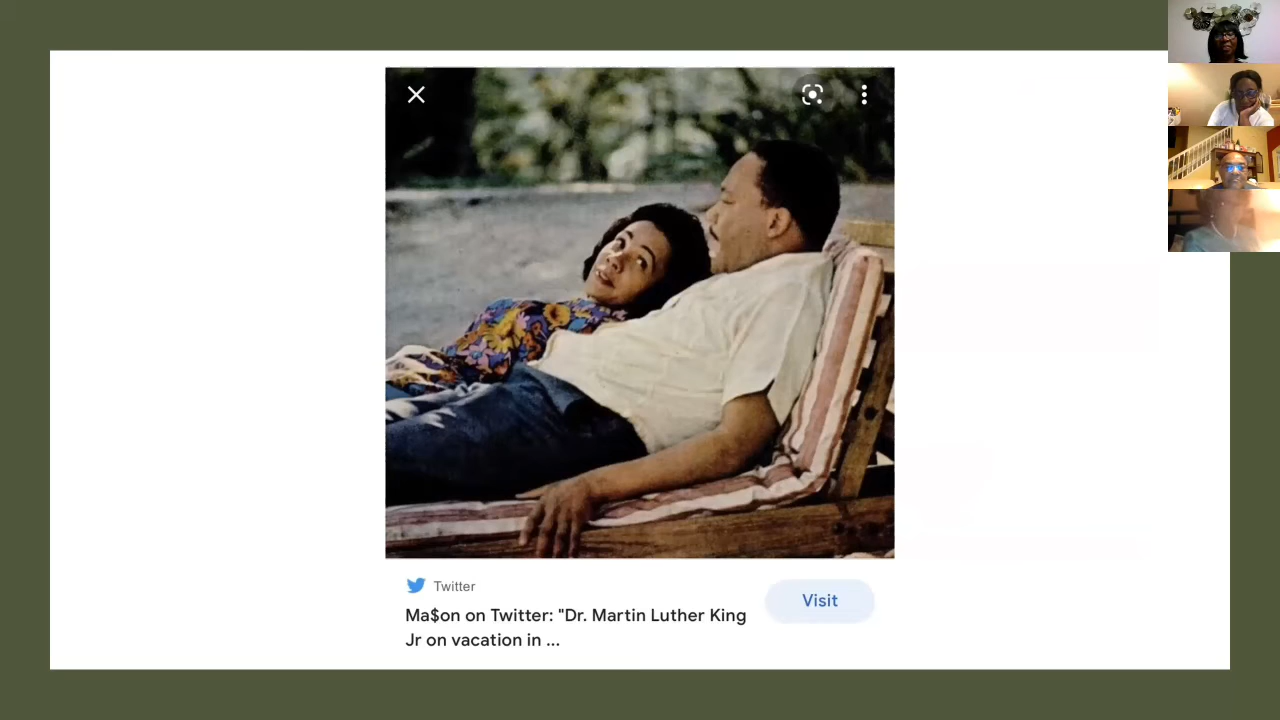 Twitter
Ma$on on Twitter: "Dr. Martin Luther King
Jr on vacation in ...
Visit